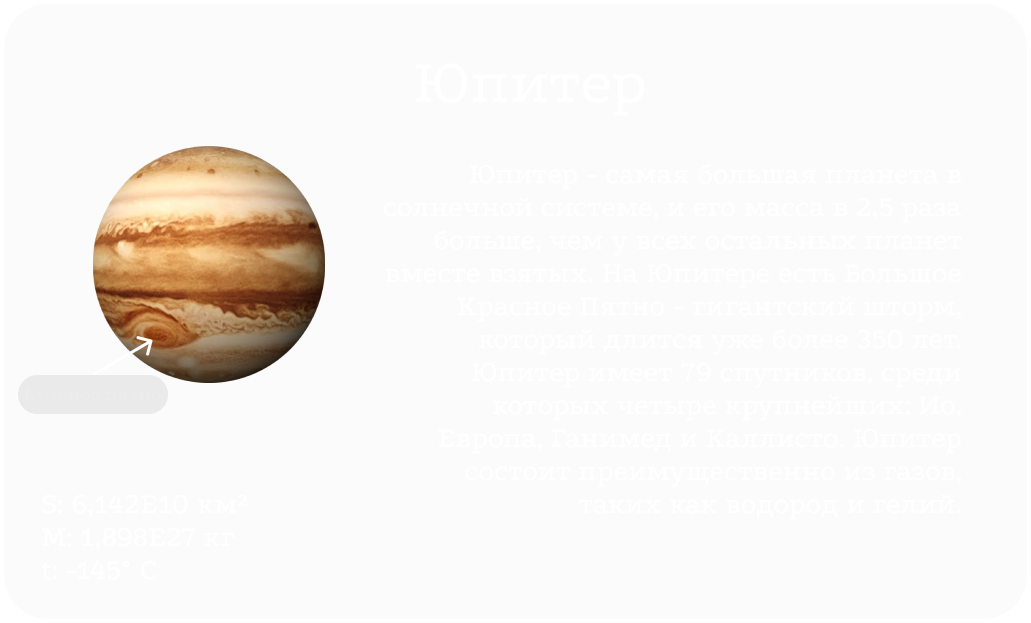 Юпитер
Юпитер - самая большая планета в
солнечной системе, и его масса в 2,5 раза
больше, чем у всех остальных планет
вместе взятых. На Юпитере есть Большое
Красное Пятно - гигантский шторм,
который длится уже более 350 лет.
Юпитер имеет 79 спутников, среди
которых четыре крупнейших: Ио,
Европа, Ганимед и Каллисто. Юпитер
состоит преимущественно из газов,
таких как водород и гелий.
S: 6,142E10 км²
M: 1,898E27 кг
t: -145° C